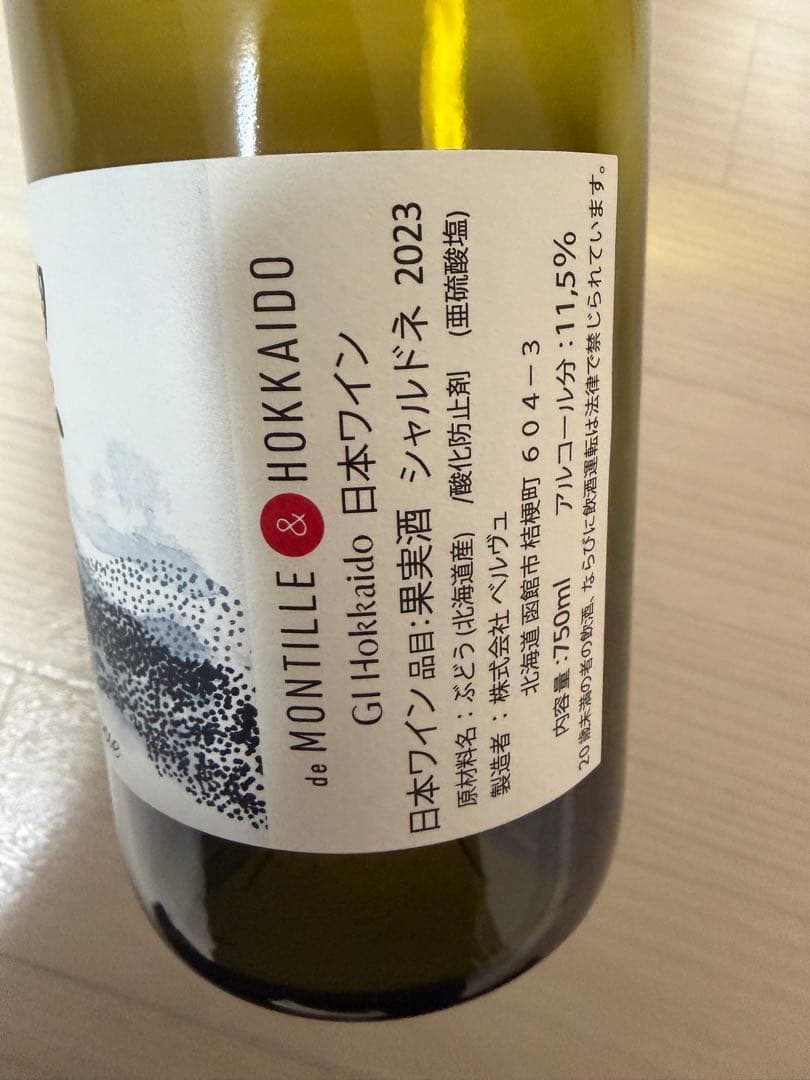 de MONTILLE & HOKKAIDO
GI Hokkaido 日本ワイン
日本ワイン 品目:果実酒 シャルドネ 2023
原材料名:ぶどう(北海道産) /酸化防止剤 (亜硫酸塩)
製造者:株式会社 ベルヴュ
北海道 函館市 桔梗町 604-3
内容量:750ml アルコール分:11,5%
20歳未満の者の飲酒、ならびに飲酒運転は法律で禁じられています。